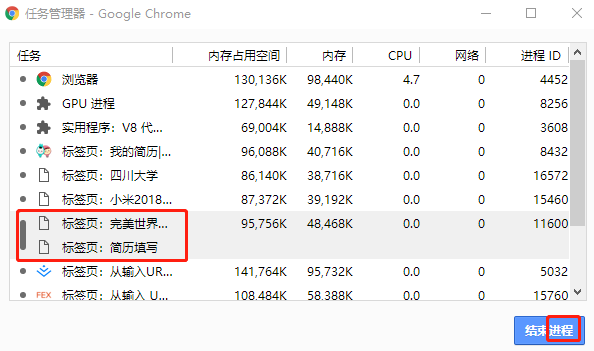 任务管理器 - Google Chrome
任务 内存占用空间 内存 CPU 网络 进程 ID
浏览器 130,136K 98,440K 4.7 0 4452
GPU 进程 127,844K 49,148K 0.0 0 8256
实用程序：V8 代... 69,004K 14,888K 0.0 0 3608
标签页：我的简历|... 96,088K 40,716K 0.0 0 8432
标签页：四川大学 86,140K 38,716K 0.0 0 16572
标签页：小米2018... 87,372K 39,192K 0.0 0 15460
标签页：完美世界... 95,756K 48,468K 0.0 0 11600
标签页：简历填写
标签页：从输入UR... 141,764K 95,732K 0.0 0 5032
FEX 标签页：从输入 U... 108,484K 58,388K 0.0 0 15760
结束进程